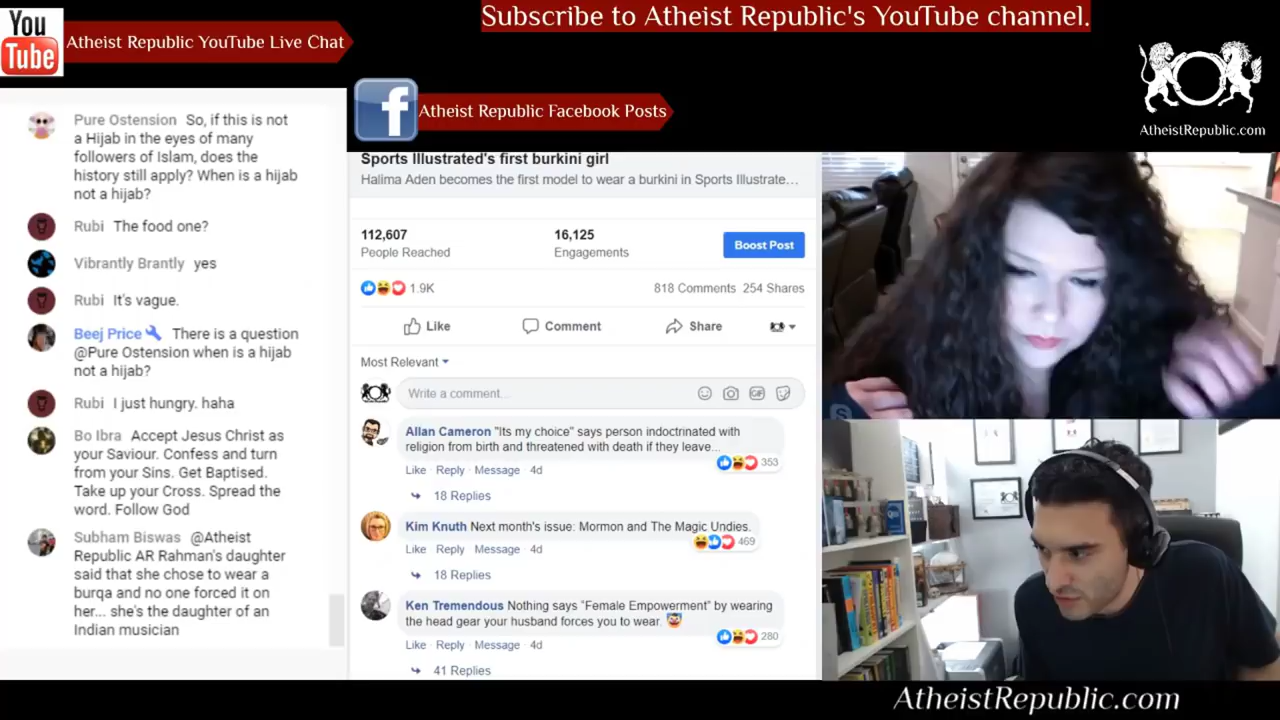 Subscribe to Atheist Republic's YouTube channel.
You
Tube
Atheist Republic YouTube Live Chat
AtheistRepublic.com
f
Atheist Republic Facebook Posts
Pure Ostension So, if this is not
a Hijab in the eyes of many
followers of Islam, does the
history still apply? When is a hijab
not a hijab?
Rubi The food one?
Vibrantly Brantly yes
Rubi It's vague.
Beej Price There is a question
@Pure Ostension when is a hijab
not a hijab?
Rubi I just hungry. haha
Bo Ibra Accept Jesus Christ as
your Saviour. Confess and turn
from your Sins. Get Baptised.
Take up your Cross. Spread the
word. Follow God
Subham Biswas @Atheist
Republic AR Rahman's daughter
said that she chose to wear a
burqa and no one forced it on
her... she's the daughter of an
Indian musician
Sports Illustrated's first burkini girl
Halima Aden becomes the first model to wear a burkini in Sports Illustrate…
112,607
People Reached
16,125
Engagements
Boost Post
1.9K
818 Comments 254 Shares
Like
Comment
Share
Most Relevant
Write a comment...
GIF
Allan Cameron "Its my choice" says person indoctrinated with
religion from birth and threatened with death if they leave...
353
Like · Reply · Message · 4d
18 Replies
Kim Knuth Next month's issue: Mormon and The Magic Undies.
469
Like · Reply · Message · 4d
18 Replies
Ken Tremendous Nothing says "Female Empowerment" by wearing
the head gear your husband forces you to wear.
280
Like · Reply · Message · 4d
41 Replies
AtheistRepublic.com